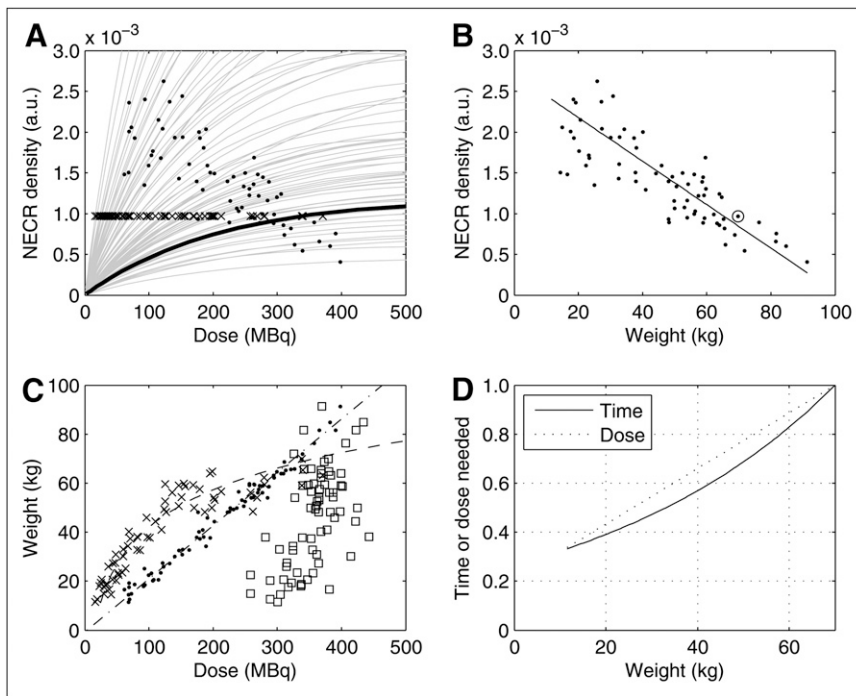 A
x 10⁻³
3.0
2.5
2.0
1.5
1.0
0.5
0
NECR density (a.u.)
0 100 200 300 400 500
Dose (MBq)
B
x 10⁻³
3.0
2.5
2.0
1.5
1.0
0.5
0
NECR density (a.u.)
0 20 40 60 80 100
Weight (kg)
C
100
80
60
40
20
0
Weight (kg)
0 100 200 300 400 500
Dose (MBq)
D
1.0
0.8
0.6
0.4
0.2
0
Time or dose needed
Time
Dose
0 20 40 60
Weight (kg)